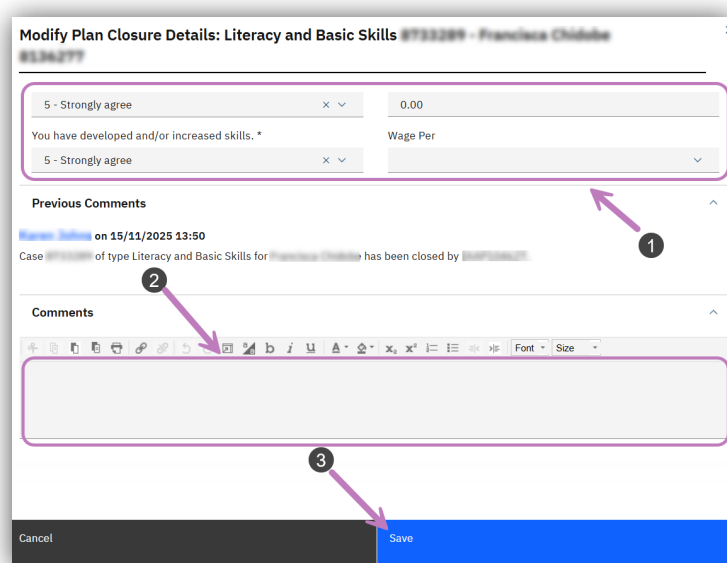 Modify Plan Closure Details: Literacy and Basic Skills
5 - Strongly agree
0.00
You have developed and/or increased skills. *
Wage Per
5 - Strongly agree
Previous Comments
1
on 15/11/2025 13:50
Case of type Literacy and Basic Skills for has been closed by
2
Comments
b i u A x₂ x² Font Size
3
Cancel
Save